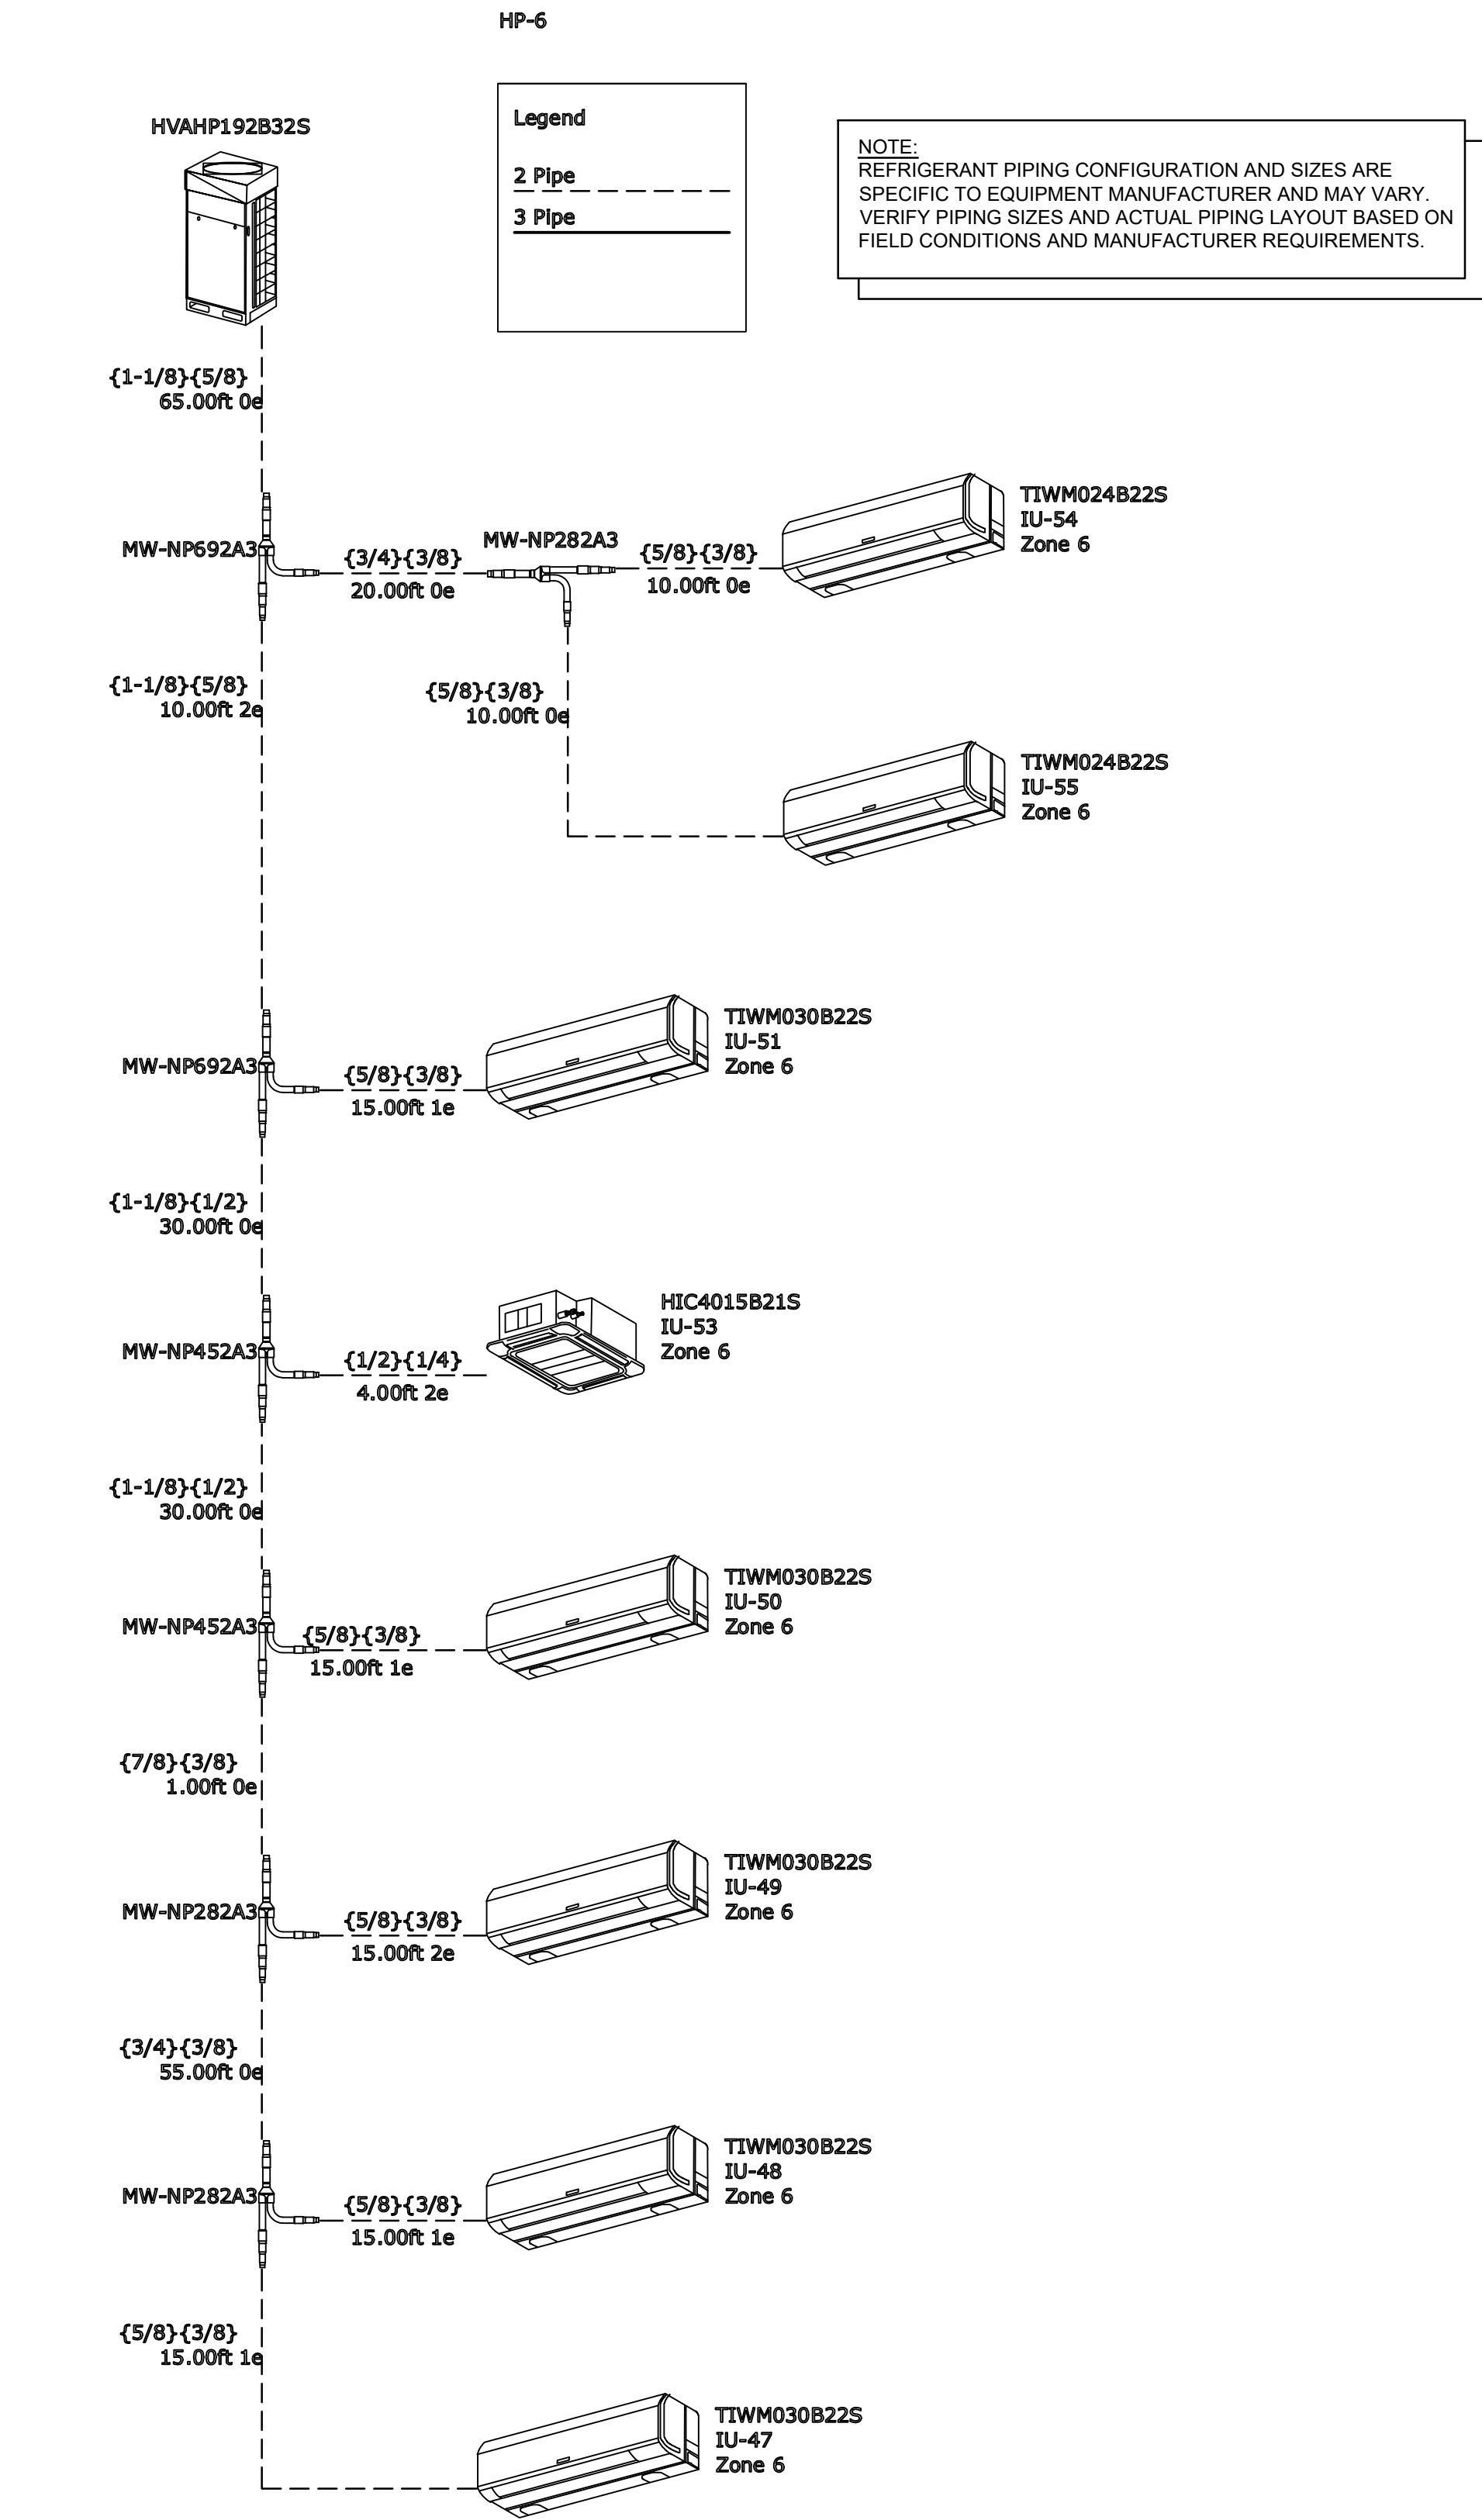 HP-6
HVAHP192B32S
Legend
2 Pipe
3 Pipe
NOTE:
REFRIGERANT PIPING CONFIGURATION AND SIZES ARE
SPECIFIC TO EQUIPMENT MANUFACTURER AND MAY VARY.
VERIFY PIPING SIZES AND ACTUAL PIPING LAYOUT BASED ON
FIELD CONDITIONS AND MANUFACTURER REQUIREMENTS.
{1-1/8}{5/8}
65.00ft 0e
MW-NP692A3
{3/4}{3/8}
20.00ft 0e
MW-NP282A3
{5/8}{3/8}
10.00ft 0e
TIWM024B22S
IU-54
Zone 6
{1-1/8}{5/8}
10.00ft 2e
{5/8}{3/8}
10.00ft 0e
TIWM024B22S
IU-55
Zone 6
MW-NP692A3
{5/8}{3/8}
15.00ft 1e
TIWM030B22S
IU-51
Zone 6
{1-1/8}{1/2}
30.00ft 0e
MW-NP452A3
{1/2}{1/4}
4.00ft 2e
HIC4015B21S
IU-53
Zone 6
{1-1/8}{1/2}
30.00ft 0e
MW-NP452A3
{5/8}{3/8}
15.00ft 1e
TIWM030B22S
IU-50
Zone 6
{7/8}{3/8}
1.00ft 0e
MW-NP282A3
{5/8}{3/8}
15.00ft 2e
TIWM030B22S
IU-49
Zone 6
{3/4}{3/8}
55.00ft 0e
MW-NP282A3
{5/8}{3/8}
15.00ft 1e
TIWM030B22S
IU-48
Zone 6
{5/8}{3/8}
15.00ft 1e
TIWM030B22S
IU-47
Zone 6